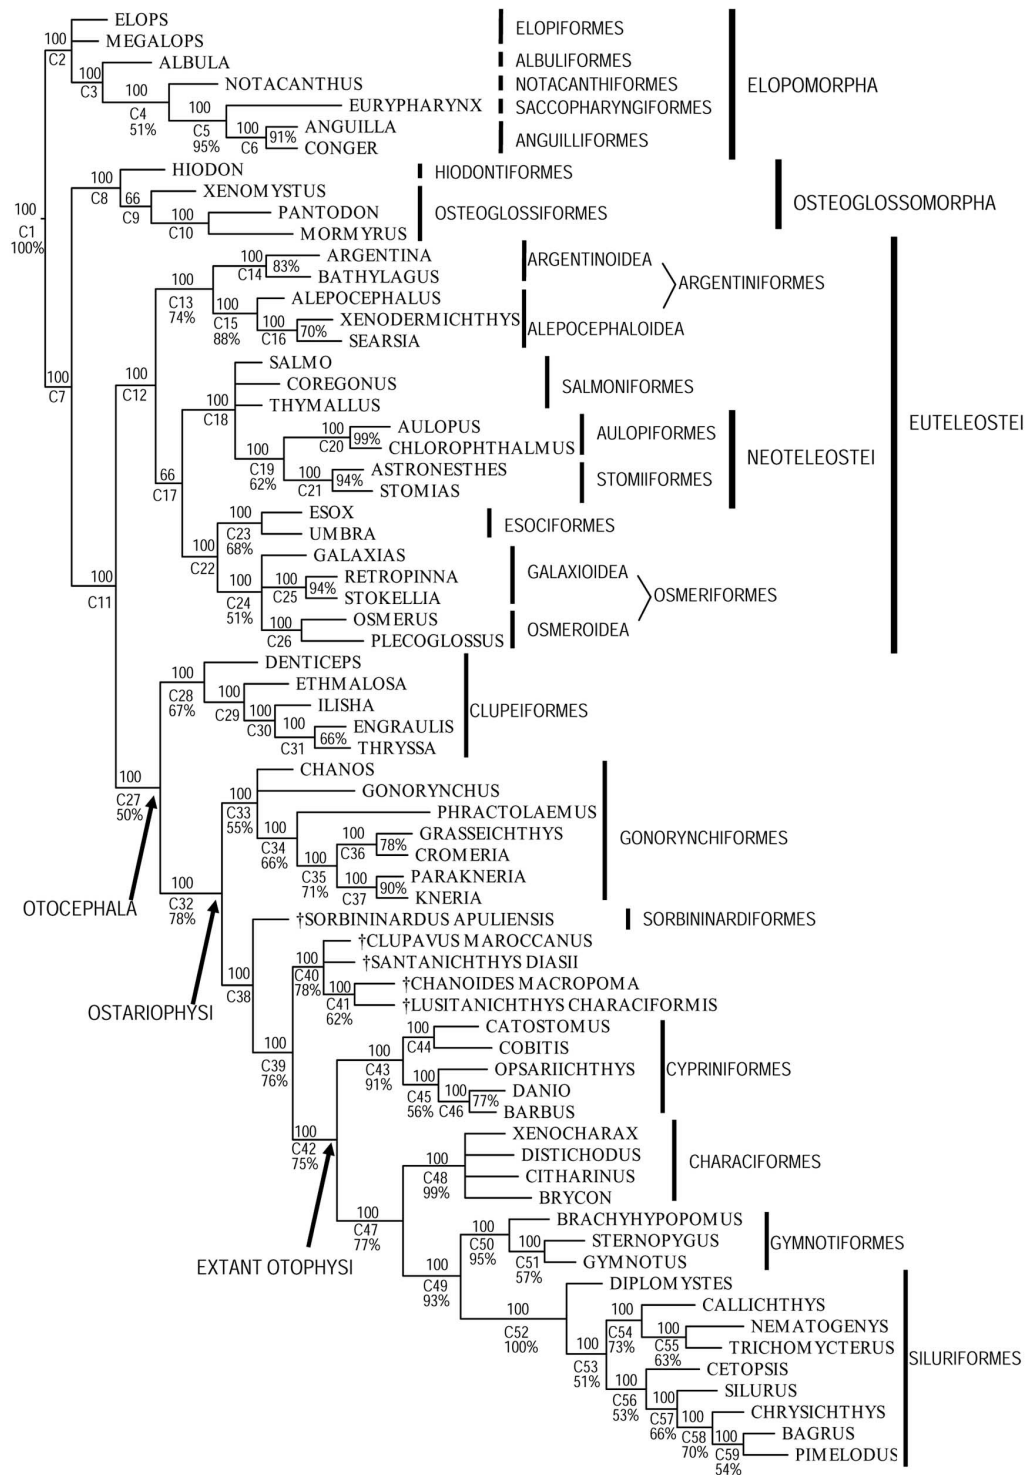 ELOPS
100
C2
MEGALOPS
ELOPIFORMES
100
C3
ALBULA
ALBULIFORMES
100
C4
51%
NOTACANTHUS
NOTACANTHIFORMES
ELOPOMORPHA
100
C5
95%
EURYPHARYNX
SACCOPHARYNGIFORMES
100
C6
91%
ANGUILLA
CONGER
ANGUILLIFORMES
100
C1
100%
100
C8
HIODON
HIODONTIFORMES
66
C9
XENOMYSTUS
100
C10
PANTODON
MORMYRUS
OSTEOGLOSSIFORMES
OSTEOGLOSSOMORPHA
100
C7
100
C12
100
C13
74%
100
C14
83%
ARGENTINA
BATHYLAGUS
ARGENTINOIDEA
ARGENTINIFORMES
100
C15
88%
ALEPOCEPHALUS
100
C16
70%
XENODERMICHTHYS
SEARSIA
ALEPOCEPHALOIDEA
66
C17
100
C18
SALMO
COREGONUS
THYMALLUS
SALMONIFORMES
EUTELEOSTEI
100
C19
62%
100
C20
99%
AULOPUS
CHLOROPHTHALMUS
AULOPIFORMES
NEOTELEOSTEI
100
C21
94%
ASTRONESTHES
STOMIAS
STOMIIFORMES
100
C22
100
C23
68%
ESOX
UMBRA
ESOCIFORMES
100
C24
51%
GALAXIAS
100
C25
94%
RETROPINNA
STOKELLIA
GALAXIOIDEA
OSMERIFORMES
100
C26
OSMERUS
PLECOGLOSSUS
OSMEROIDEA
100
C11
100
C28
67%
DENTICEPS
100
C29
ETHMALOSA
100
C30
ILISHA
100
C31
66%
ENGRAULIS
THRYSSA
CLUPEIFORMES
100
C27
50%
OTOCEPHALA
100
C32
78%
OSTARIOPHYSI
100
C33
55%
CHANOS
GONORYNCHUS
100
C34
66%
PHRACTOLAEMUS
100
C35
71%
100
C36
78%
GRASSEICHTHYS
CROMERIA
100
C37
90%
PARAKNERIA
KNERIA
GONORYNCHIFORMES
100
C38
†SORBININARDUS APULIENSIS
SORBININARDIFORMES
100
C39
76%
100
C40
78%
†CLUPAVUS MAROCCANUS
†SANTANICHTHYS DIASII
100
C41
62%
†CHANOIDES MACROPOMA
†LUSITANICHTHYS CHARACIFORMIS
100
C42
75%
EXTANT OTOPHYSI
100
C43
91%
100
C44
CATOSTOMUS
COBITIS
100
C45
56%
OPSARIICHTHYS
100
C46
77%
DANIO
BARBUS
CYPRINIFORMES
100
C47
77%
100
C48
99%
XENOCHARAX
DISTICHODUS
CITHARINUS
BRYCON
CHARACIFORMES
100
C49
93%
100
C50
95%
BRACHYHYPOPOMUS
100
C51
57%
STERNOPYGUS
GYMNOTUS
GYMNOTIFORMES
100
C52
100%
DIPLOMYSTES
100
C53
51%
100
C54
73%
CALLICHTHYS
100
C55
63%
NEMATOGENYS
TRICHOMYCTERUS
SILURIFORMES
100
C56
53%
CETOPSIS
100
C57
66%
SILURUS
100
C58
70%
CHRYSICHTHYS
100
C59
54%
BAGRUS
PIMELODUS